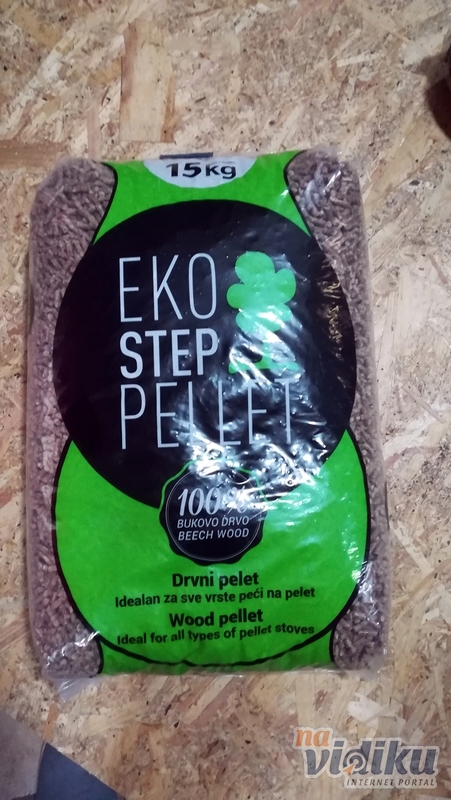 15kg
EKO
STEP
PELLET
100%
BUKOVO DRVO
BEECH WOOD
Drvni pelet
Idealan za sve vrste peći na pelet
Wood pellet
Ideal for all types of pellet stoves
na
vidiku
INTERNET PORTAL